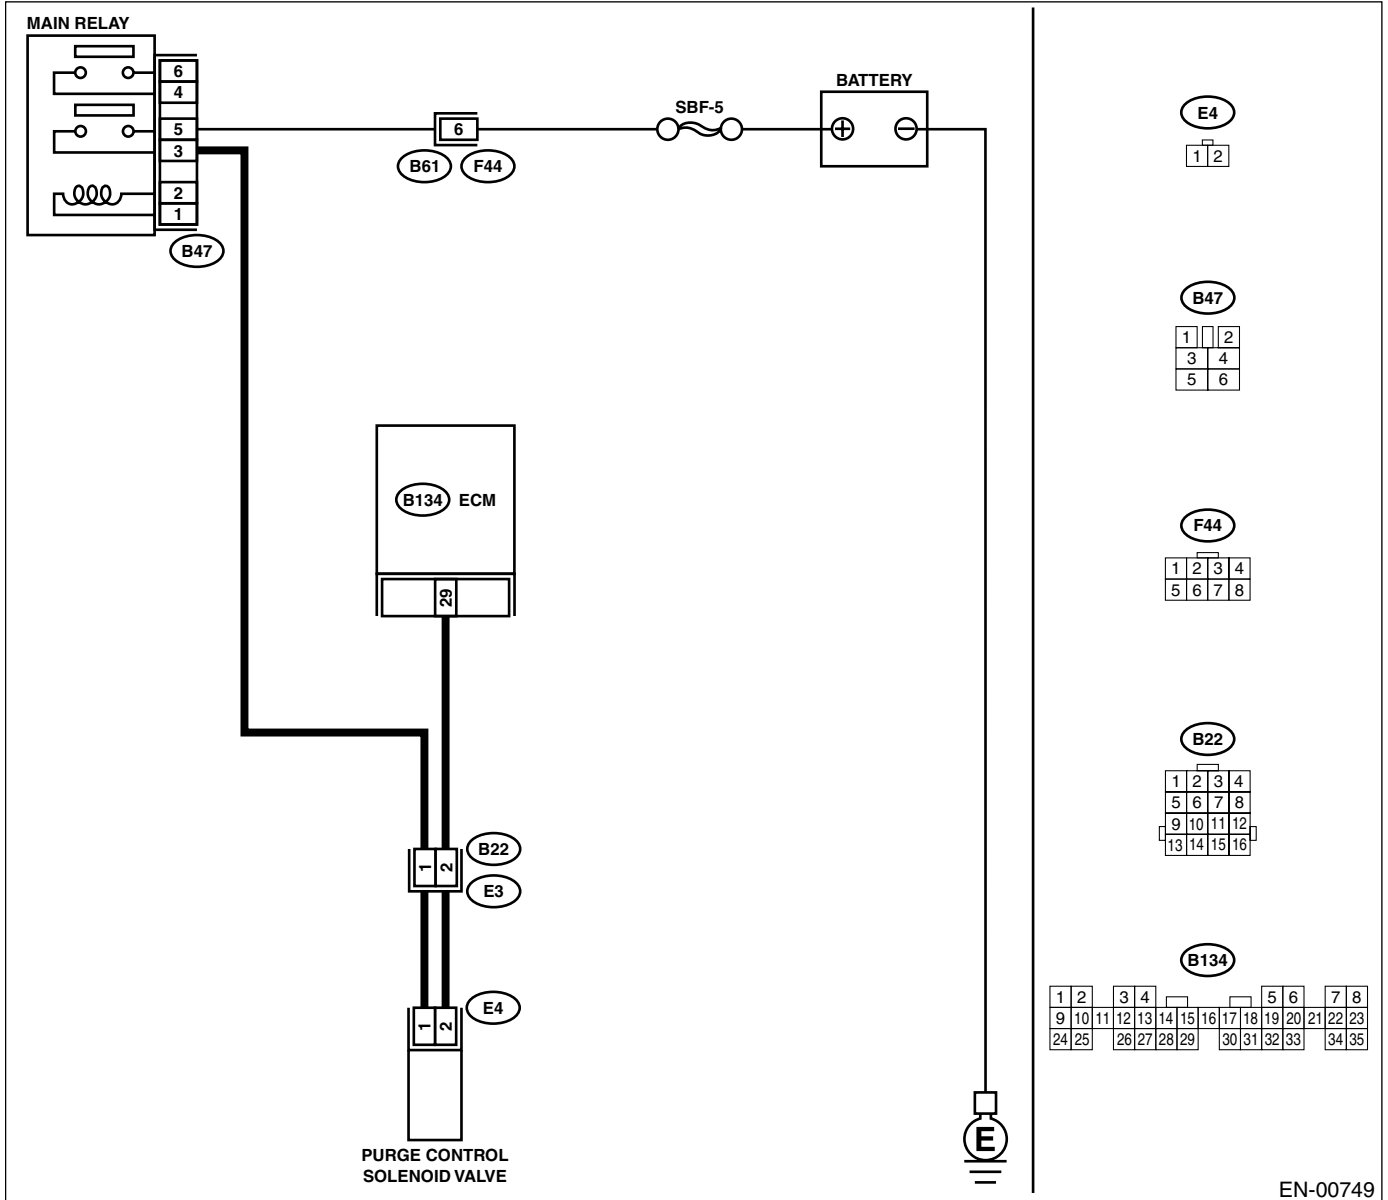 MAIN RELAY
6
4
5
3
2
1
B47
6
B61 F44
SBF-5
BATTERY
+ −
B134 ECM
29
1 2
B22
E3
1 2
E4
PURGE CONTROL
SOLENOID VALVE
E
E4
1 2
B47
1 2
3 4
5 6
F44
1 2 3 4
5 6 7 8
B22
1 2 3 4
5 6 7 8
9 10 11 12
13 14 15 16
B134
1 2 3 4 5 6 7 8
9 10 11 12 13 14 15 16 17 18 19 20 21 22 23
24 25 26 27 28 29 30 31 32 33 34 35
EN-00749